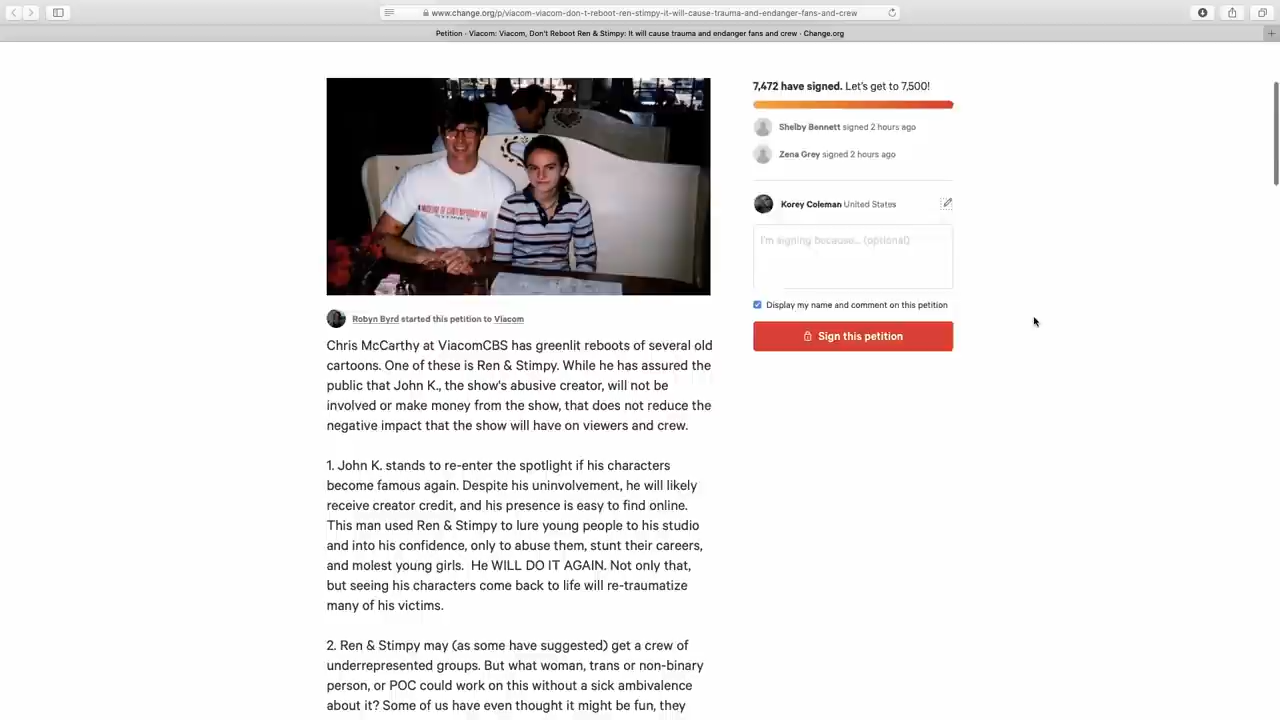 www.change.org/p/viacom-viacom-don-t-reboot-ren-stimpy-it-will-cause-trauma-and-endanger-fans-and-crew
Petition · Viacom: Viacom, Don't Reboot Ren & Stimpy: It will cause trauma and endanger fans and crew · Change.org
7,472 have signed. Let's get to 7,500!
Shelby Bennett signed 2 hours ago
Zena Grey signed 2 hours ago
Korey Coleman United States
I'm signing because... (optional)
Display my name and comment on this petition
Sign this petition
MUSEUM OF CONTEMPORARY ART
Robyn Byrd started this petition to Viacom
Chris McCarthy at ViacomCBS has greenlit reboots of several old
cartoons. One of these is Ren & Stimpy. While he has assured the
public that John K., the show's abusive creator, will not be
involved or make money from the show, that does not reduce the
negative impact that the show will have on viewers and crew.
1. John K. stands to re-enter the spotlight if his characters
become famous again. Despite his uninvolvement, he will likely
receive creator credit, and his presence is easy to find online.
This man used Ren & Stimpy to lure young people to his studio
and into his confidence, only to abuse them, stunt their careers,
and molest young girls. He WILL DO IT AGAIN. Not only that,
but seeing his characters come back to life will re-traumatize
many of his victims.
2. Ren & Stimpy may (as some have suggested) get a crew of
underrepresented groups. But what woman, trans or non-binary
person, or POC could work on this without a sick ambivalence
about it? Some of us have even thought it might be fun, they